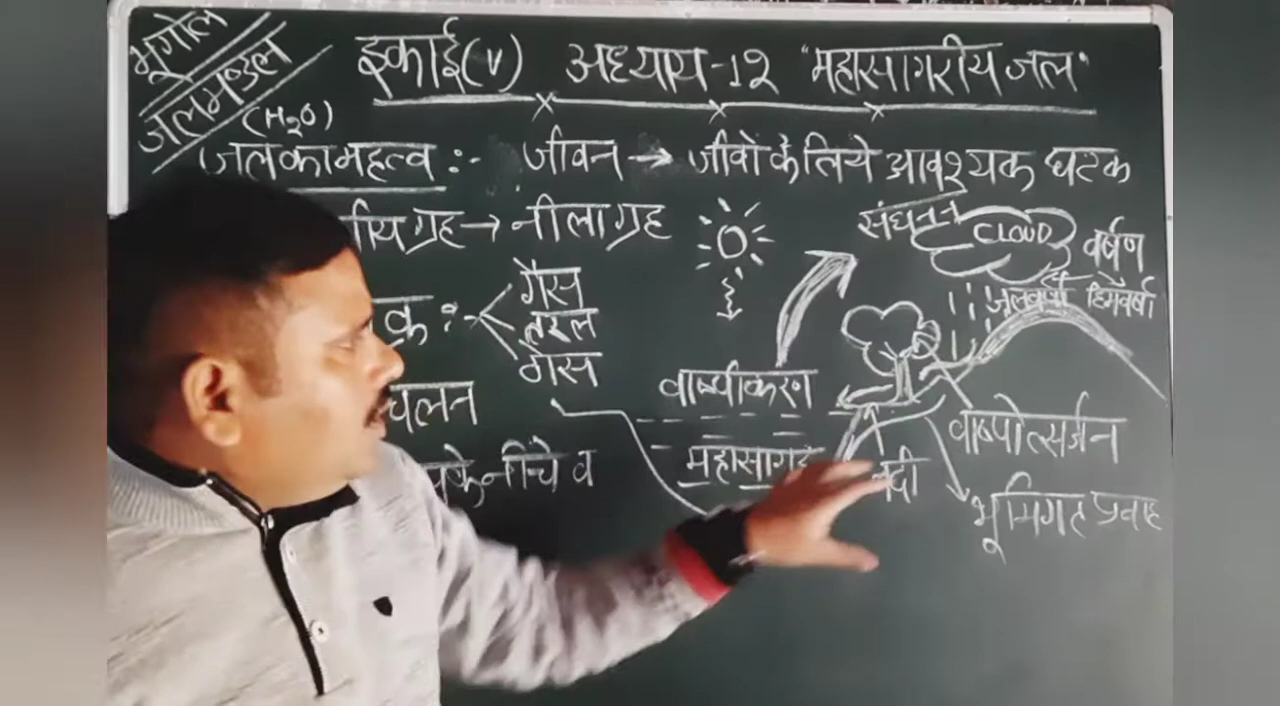 भूगोल
जलमण्डल
इकाई(v) अध्याय-12 "महासागरीय जल"
(H₂O)
जल का महत्व :- जीवन → जीवों के लिये आवश्यक घटक
ीय ग्रह → नीला ग्रह
संघनन
CLOUD
वर्षण
जलवर्षा हिमवर्षा
क्र :-
गैस
तरल
गैस
वाष्पीकरण
चलन
वाष्पोत्सर्जन
के नीचे व
महासागर
नदी
भूमिगत प्रवाह